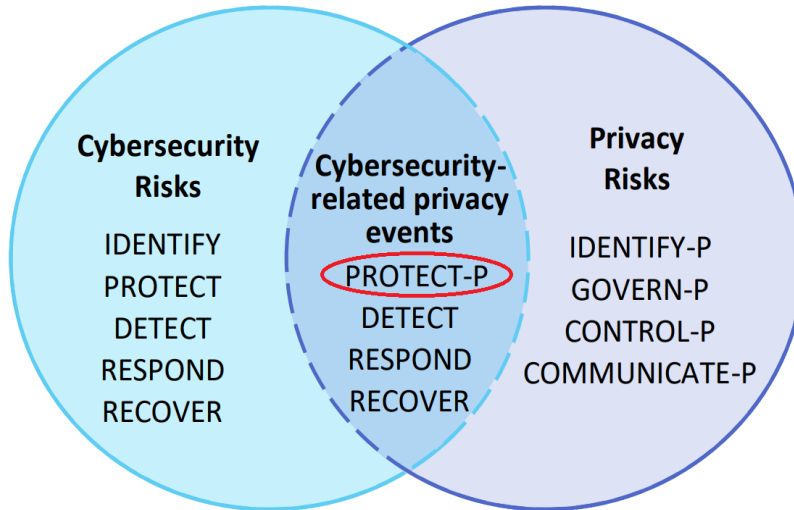 Cybersecurity
Risks
IDENTIFY
PROTECT
DETECT
RESPOND
RECOVER
Cybersecurity-
related privacy
events
PROTECT-P
DETECT
RESPOND
RECOVER
Privacy
Risks
IDENTIFY-P
GOVERN-P
CONTROL-P
COMMUNICATE-P